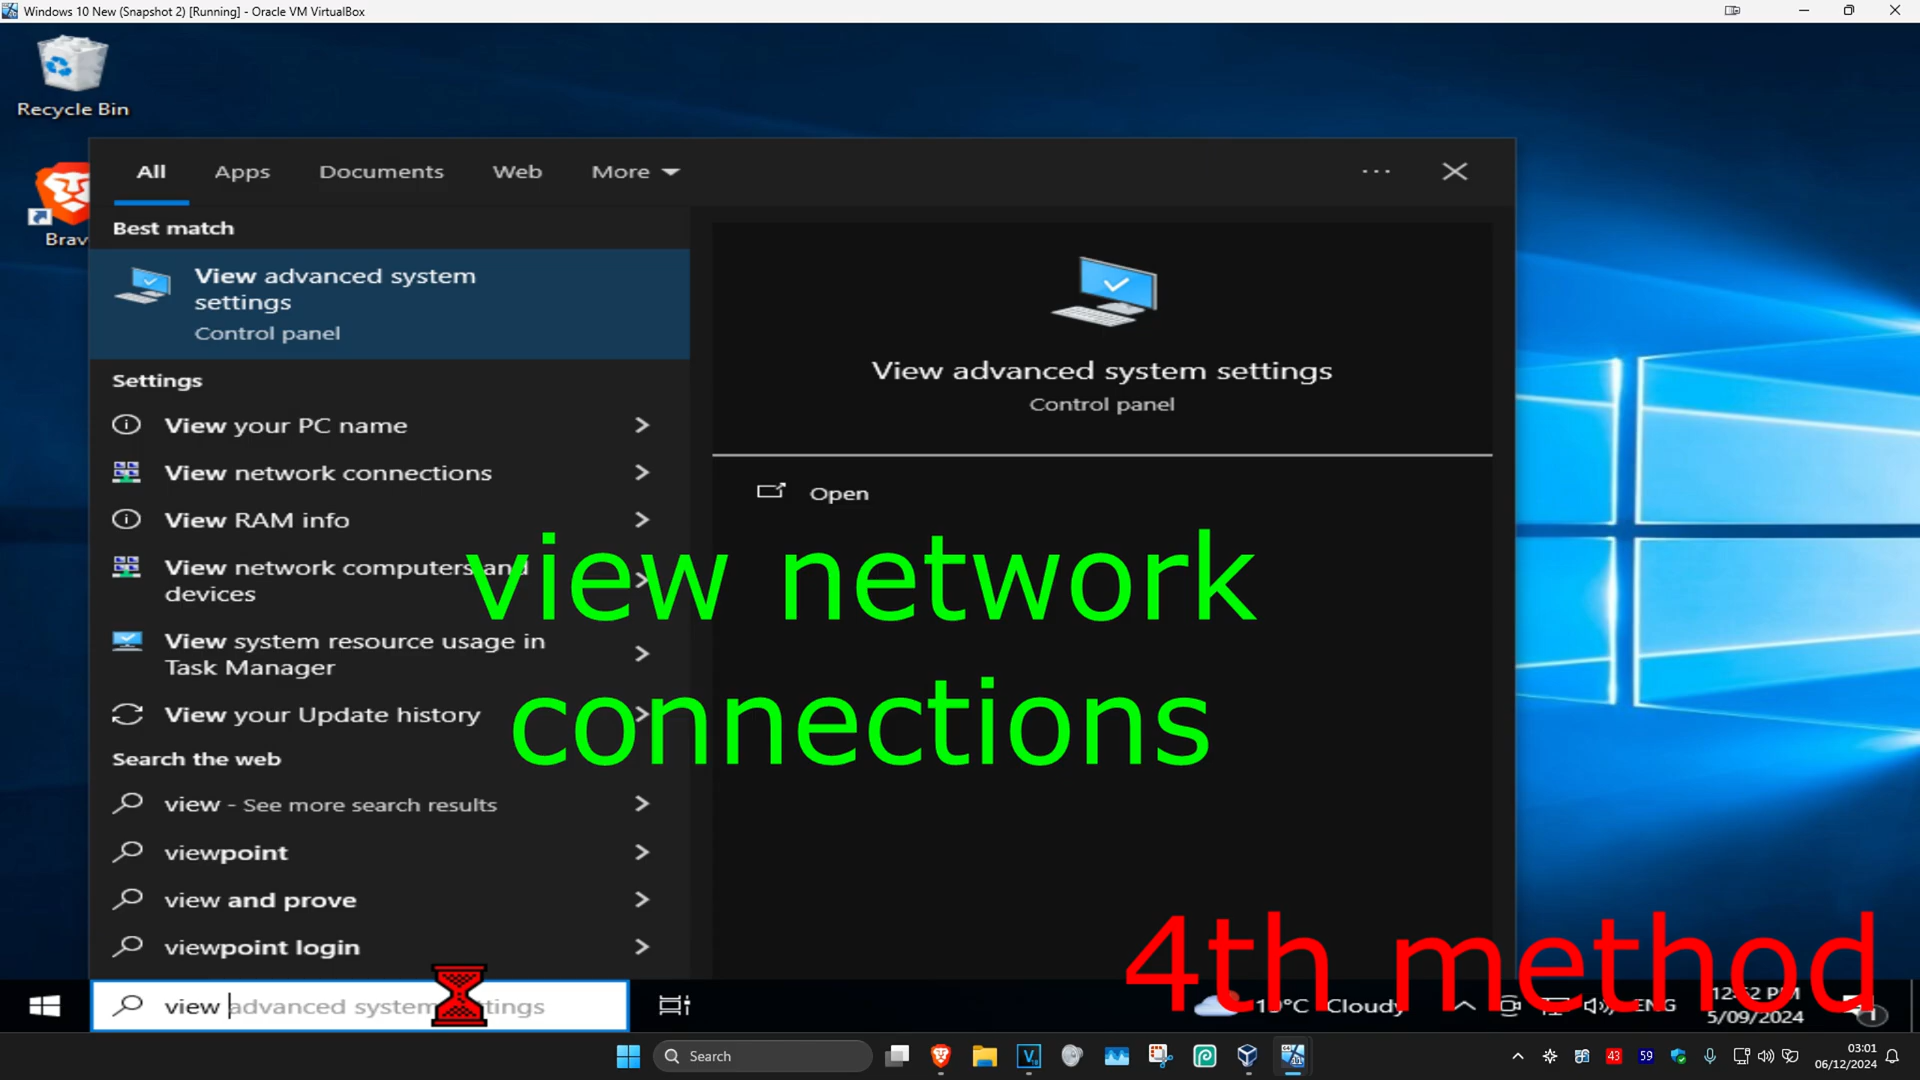 Windows 10 New (Snapshot 2) [Running] - Oracle VM VirtualBox
Recycle Bin
Brav
All Apps Documents Web More
Best match
View advanced system
settings
Control panel
Settings
View your PC name
View network connections
View RAM info
View network computers and
devices
View system resource usage in
Task Manager
View your Update history
Search the web
view - See more search results
viewpoint
view and prove
viewpoint login
view advanced system
View advanced system settings
Control panel
Open
view network
connections
4th method
Cloudy
ENG
12:52 PM
5/09/2024
1
Search
43
59
03:01
06/12/2024